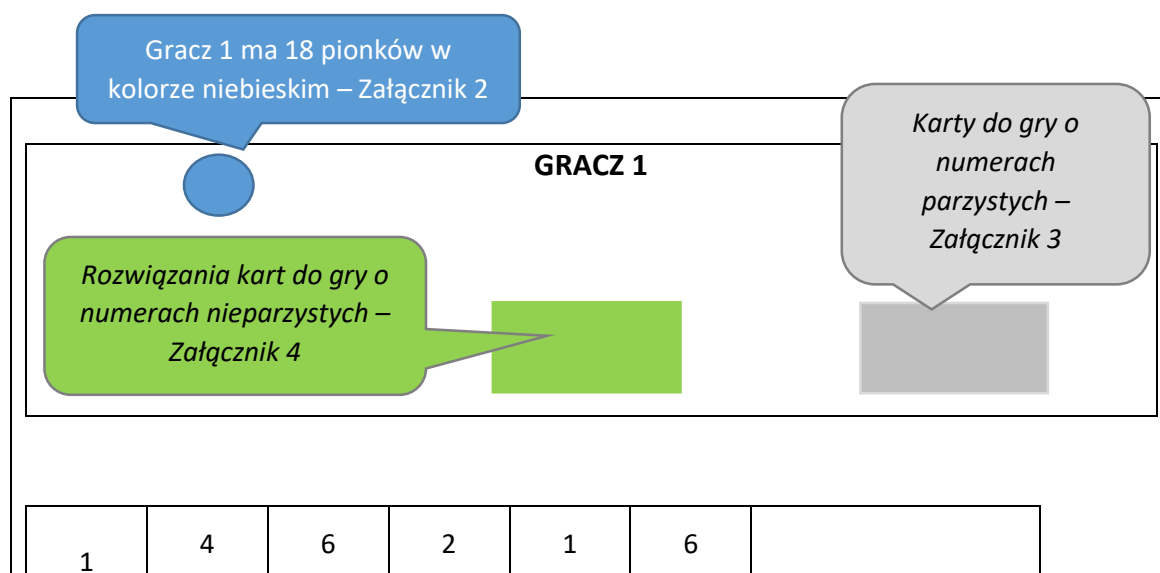 Gracz 1 ma 18 pionków w
kolorze niebieskim – Załącznik 2
Karty do gry o
numerach
parzystych –
Załącznik 3
GRACZ 1
Rozwiązania kart do gry o
numerach nieparzystych –
Załącznik 4
1 4 6 2 1 6